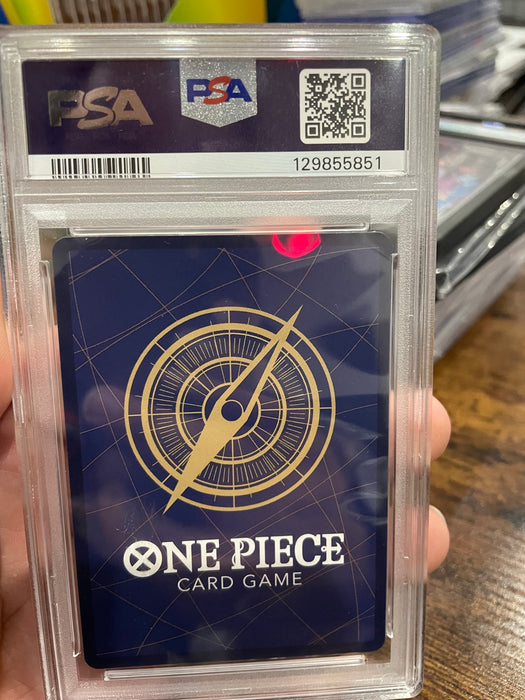 PSA
PSA
129855851
ONE PIECE
CARD GAME